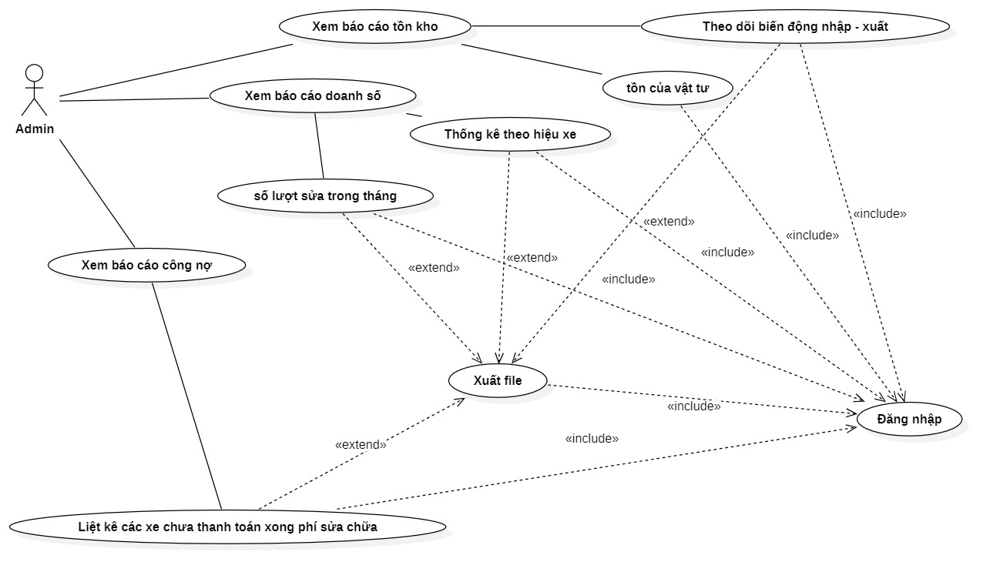 Xem báo cáo tồn kho
Theo dõi biến động nhập - xuất
Xem báo cáo doanh số
tồn của vật tư
Admin
Thống kê theo hiệu xe
số lượt sửa trong tháng
«include»
«extend»
«include»
«include»
«extend»
«extend»
«include»
Xem báo cáo công nợ
Xuất file
«include»
Đăng nhập
«extend»
«include»
Liệt kê các xe chưa thanh toán xong phí sửa chữa